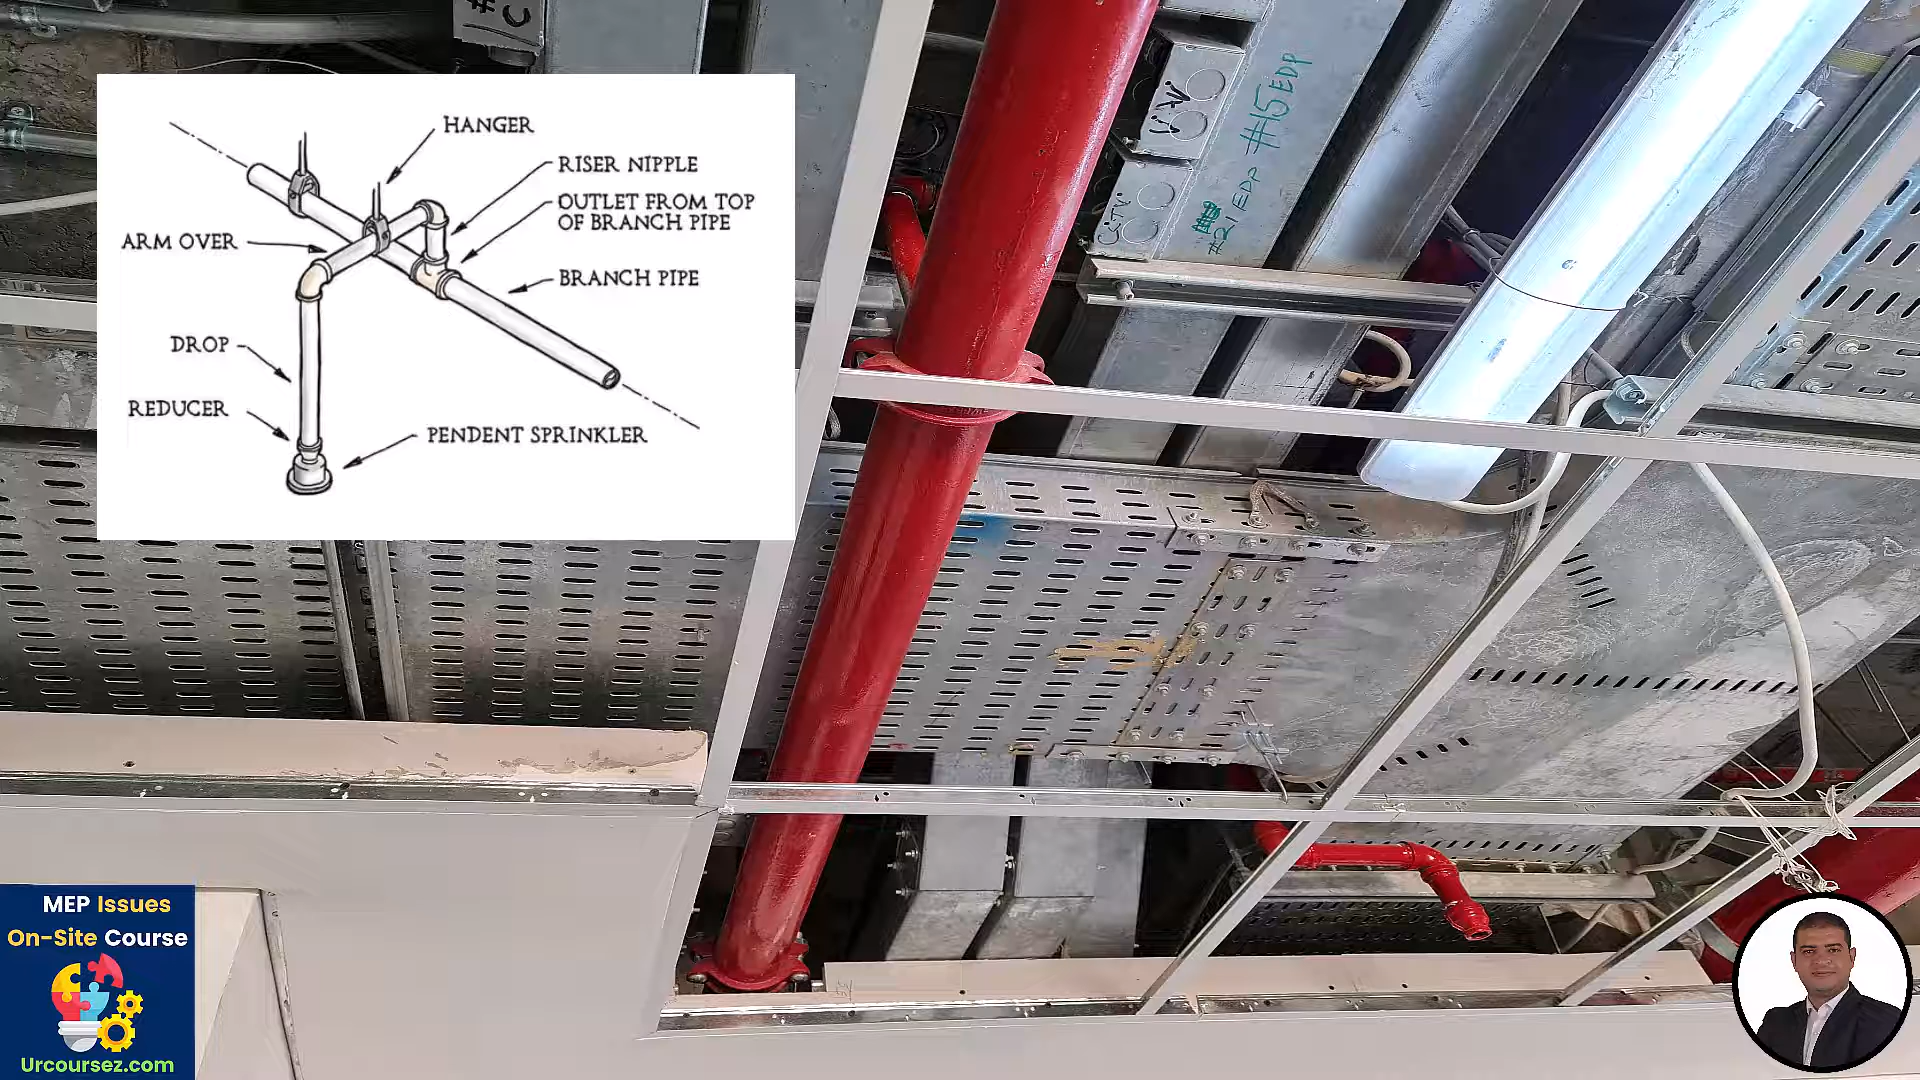 # C
HANGER
RISER NIPPLE
OUTLET FROM TOP
OF BRANCH PIPE
ARM OVER
BRANCH PIPE
DROP
REDUCER
PENDENT SPRINKLER
#15 EDP
#21 EDP
CCTV
MEP Issues
On-Site Course
Urcoursez.com